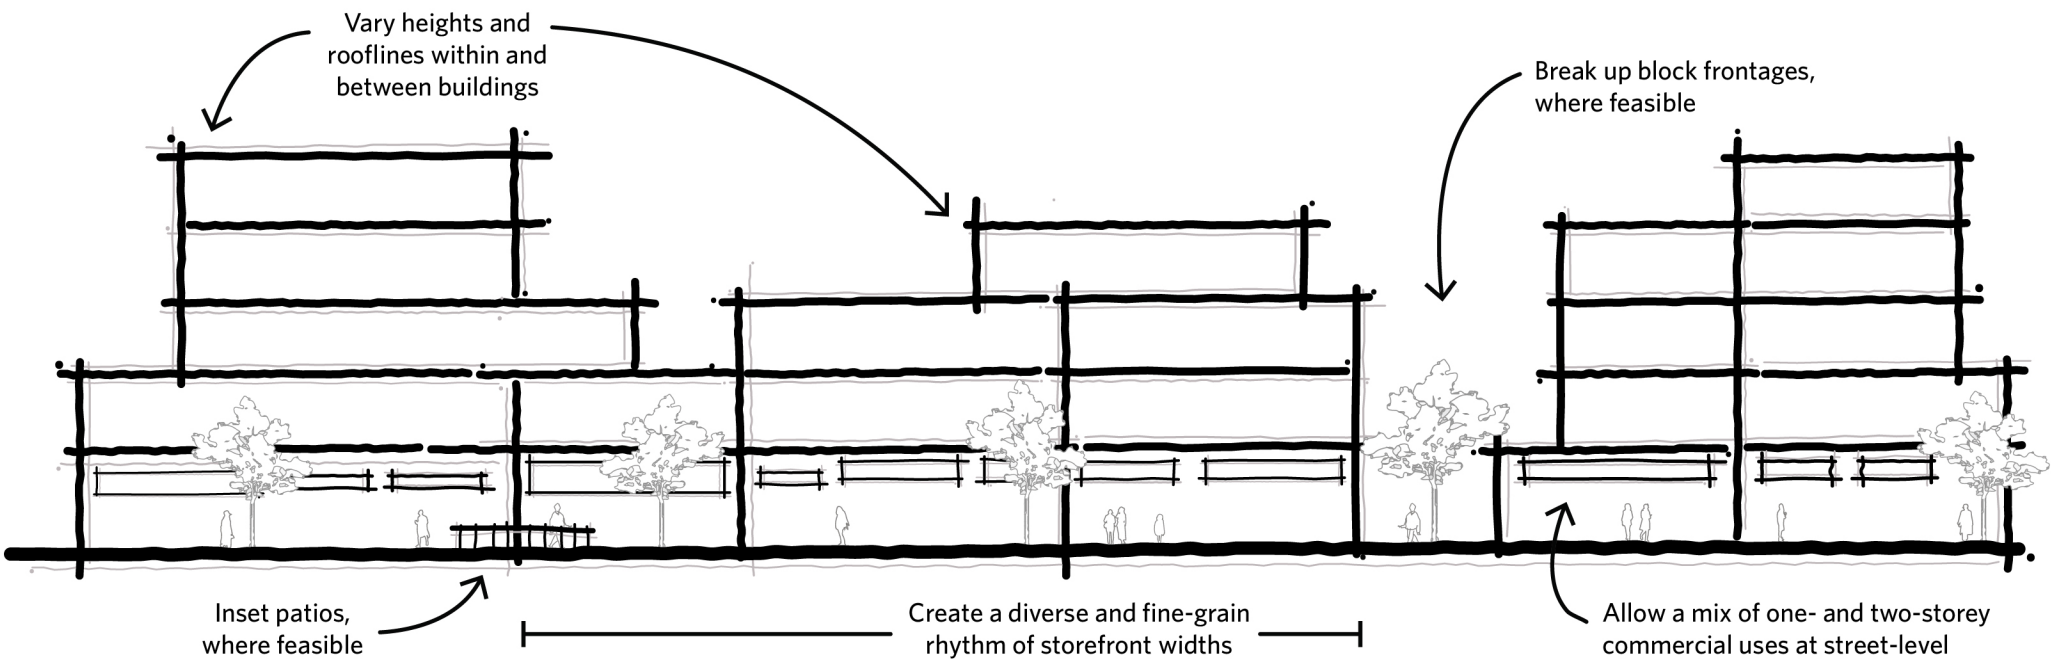 Vary heights and
rooflines within and
between buildings
Break up block frontages,
where feasible
Inset patios,
where feasible
Create a diverse and fine-grain
rhythm of storefront widths
Allow a mix of one- and two-storey
commercial uses at street-level